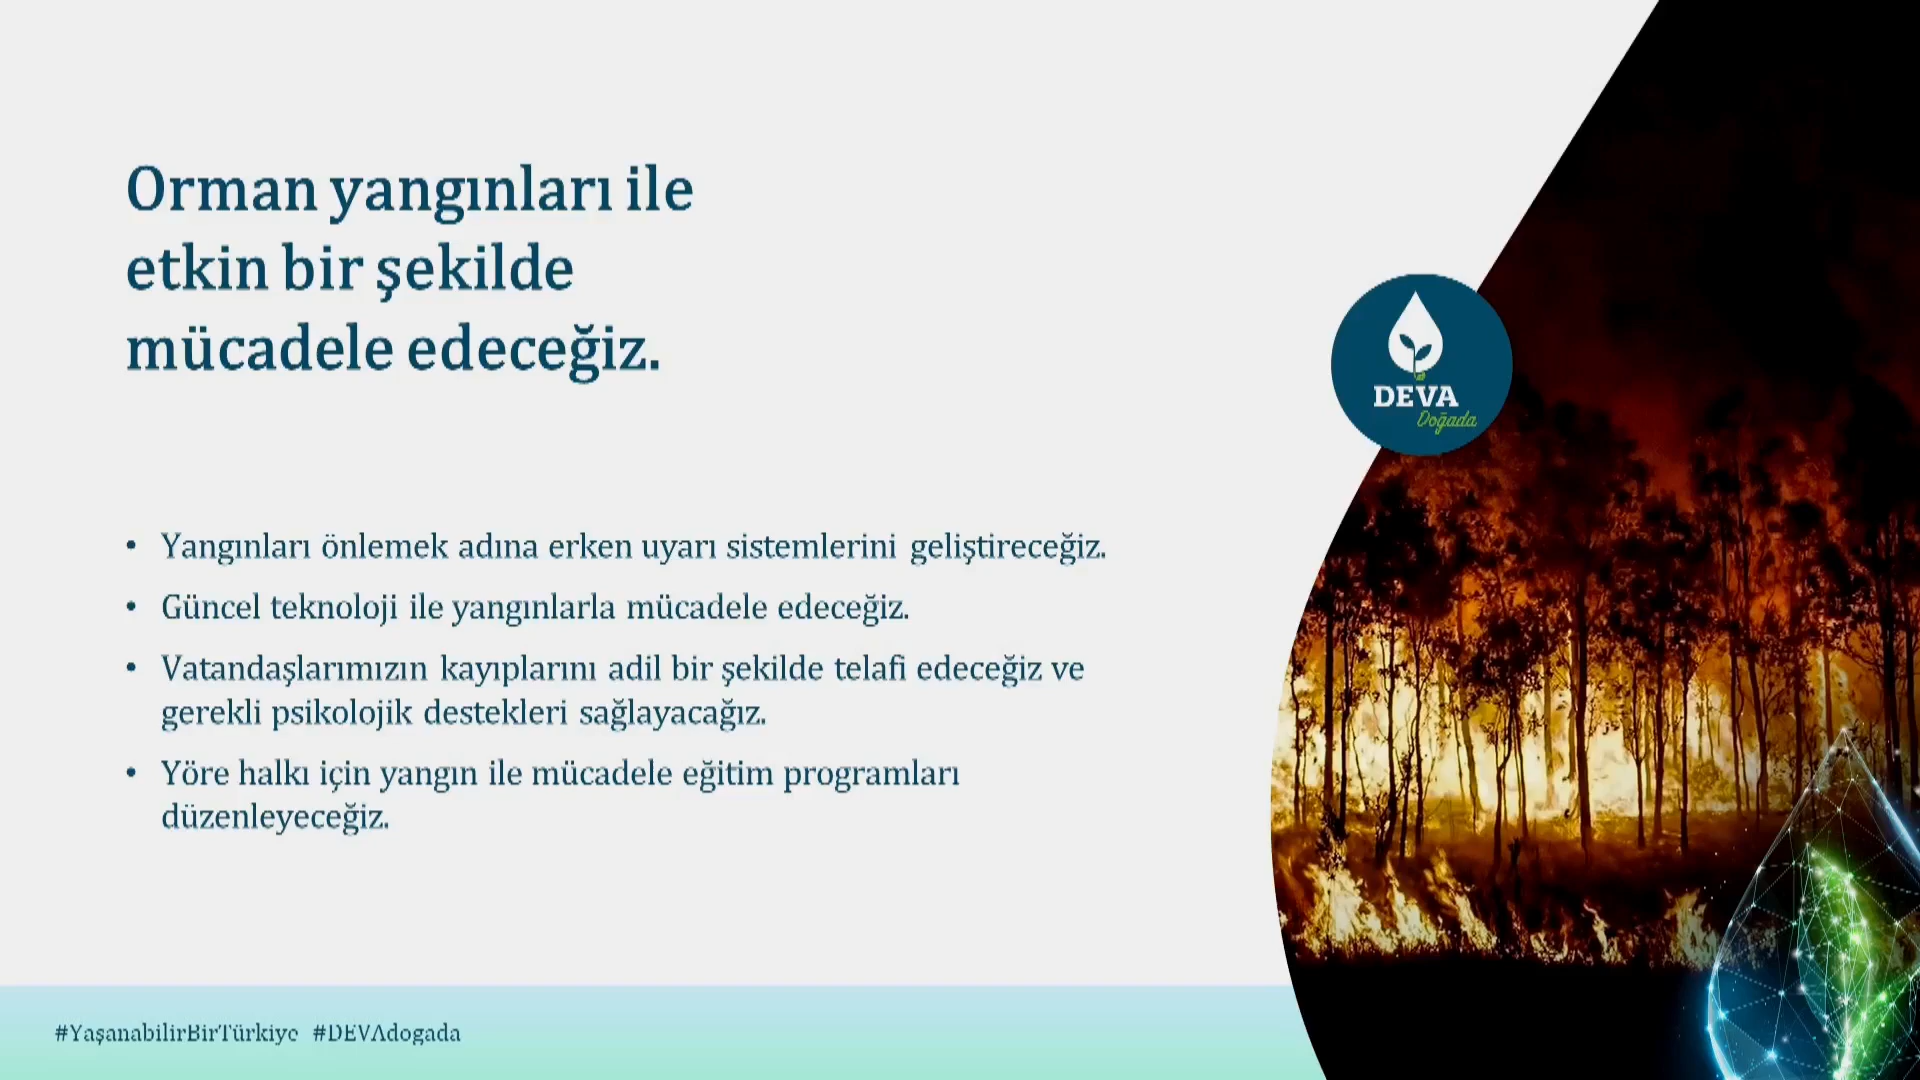 Orman yangınları ile
etkin bir şekilde
mücadele edeceğiz.
DEVA
Doğada
• Yangınları önlemek adına erken uyarı sistemlerini geliştireceğiz.
• Güncel teknoloji ile yangınlarla mücadele edeceğiz.
• Vatandaşlarımızın kayıplarını adil bir şekilde telafi edeceğiz ve
gerekli psikolojik destekleri sağlayacağız.
• Yöre halkı için yangın ile mücadele eğitim programları
düzenleyeceğiz.
#YaşanabilirBirTürkiye #DEVAdogada